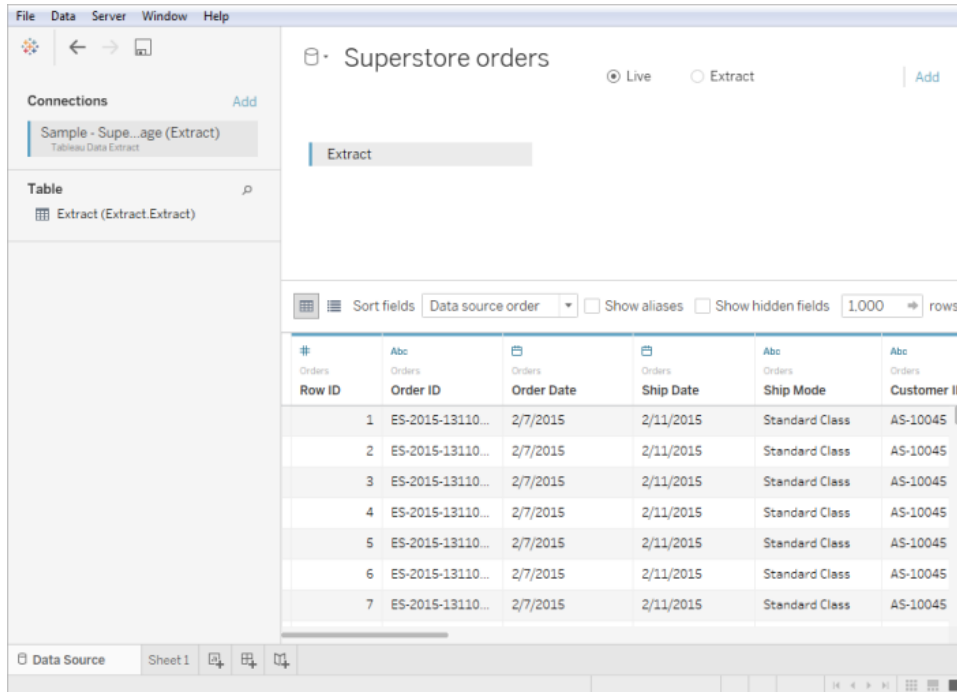 File Data Server Window Help
Superstore orders
Live Extract Add
Connections Add
Sample - Supe...age (Extract)
Tableau Data Extract
Extract
Table
Extract (Extract.Extract)
Sort fields Data source order Show aliases Show hidden fields 1,000 rows
# Abc Abc Abc
Orders Orders Orders Orders Orders Orders
Row ID Order ID Order Date Ship Date Ship Mode Customer I
1 ES-2015-13110... 2/7/2015 2/11/2015 Standard Class AS-10045
2 ES-2015-13110... 2/7/2015 2/11/2015 Standard Class AS-10045
3 ES-2015-13110... 2/7/2015 2/11/2015 Standard Class AS-10045
4 ES-2015-13110... 2/7/2015 2/11/2015 Standard Class AS-10045
5 ES-2015-13110... 2/7/2015 2/11/2015 Standard Class AS-10045
6 ES-2015-13110... 2/7/2015 2/11/2015 Standard Class AS-10045
7 ES-2015-13110... 2/7/2015 2/11/2015 Standard Class AS-10045
Data Source Sheet 1